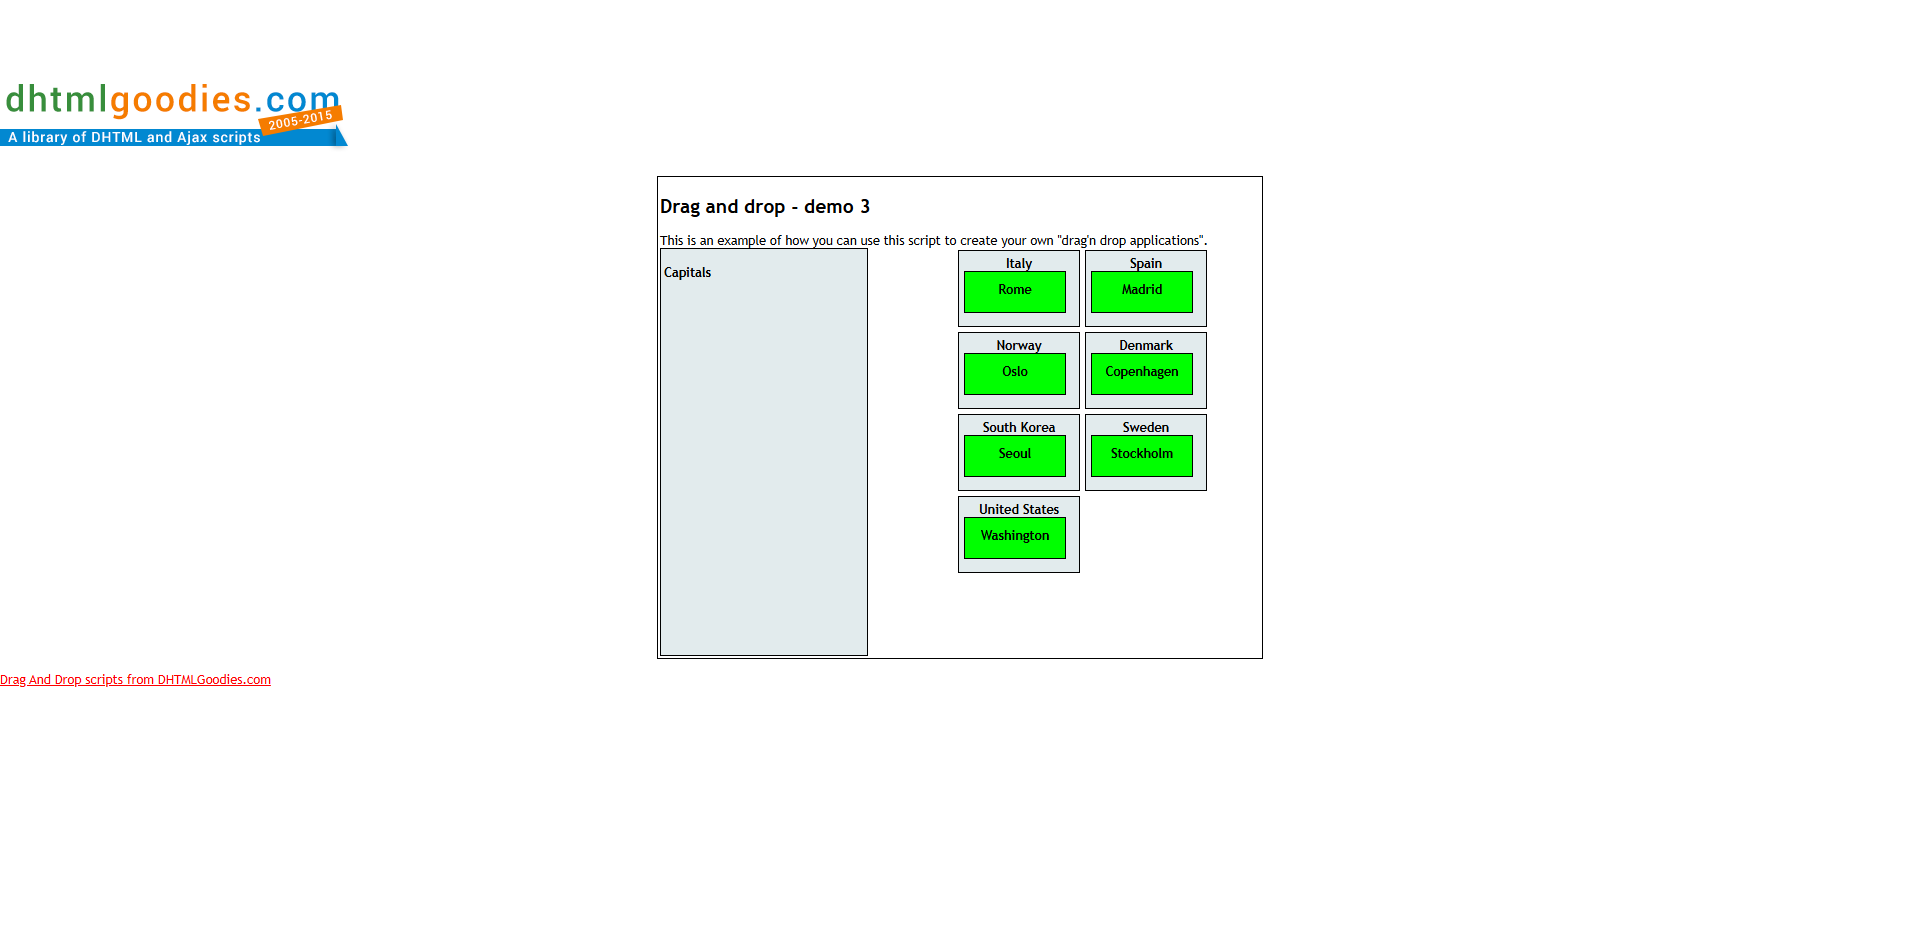 dhtmlgoodies.com
2005-2015
A library of DHTML and Ajax scripts
Drag and drop - demo 3
This is an example of how you can use this script to create your own "drag'n drop applications".
Capitals
Italy
Rome
Spain
Madrid
Norway
Oslo
Denmark
Copenhagen
South Korea
Seoul
Sweden
Stockholm
United States
Washington
Drag And Drop scripts from DHTMLGoodies.com